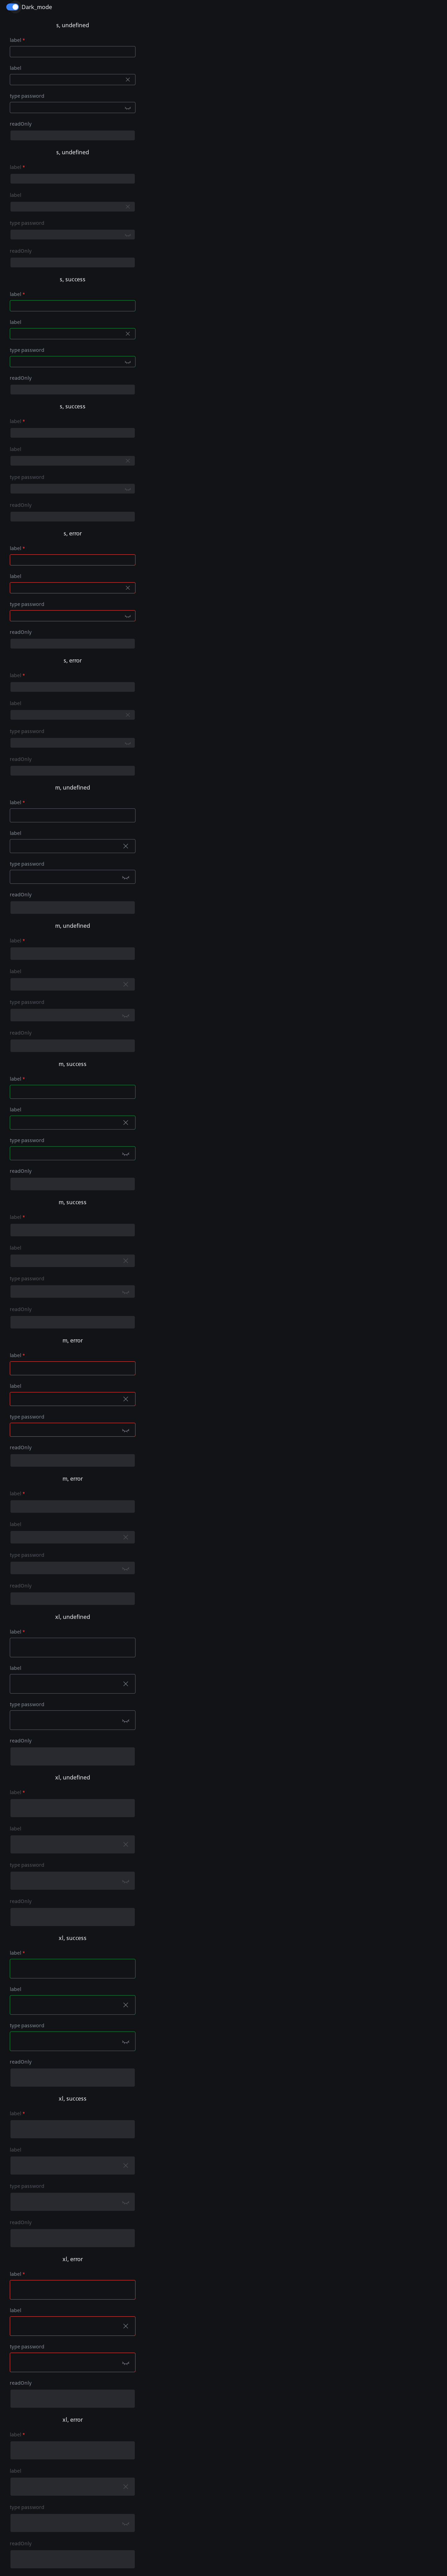 Dark_mode
s, undefined
label *
label
type password
readOnly
s, undefined
label *
label
type password
readOnly
s, success
label *
label
type password
readOnly
s, success
label *
label
type password
readOnly
s, error
label *
label
type password
readOnly
s, error
label *
label
type password
readOnly
m, undefined
label *
label
type password
readOnly
m, undefined
label *
label
type password
readOnly
m, success
label *
label
type password
readOnly
m, success
label *
label
type password
readOnly
m, error
label *
label
type password
readOnly
m, error
label *
label
type password
readOnly
xl, undefined
label *
label
type password
readOnly
xl, undefined
label *
label
type password
readOnly
xl, success
label *
label
type password
readOnly
xl, success
label *
label
type password
readOnly
xl, error
label *
label
type password
readOnly
xl, error
label *
label
type password
readOnly